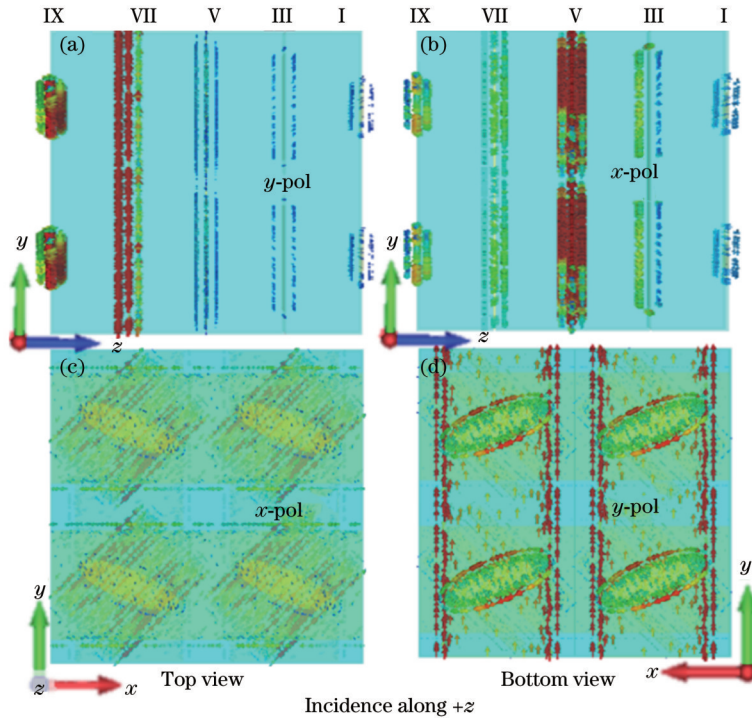 IX VII V III I IX VII V III I
(a) (b)
y-pol x-pol
y y
z z
(c) (d)
x-pol y-pol
y y
z x x
Top view Bottom view
Incidence along +z